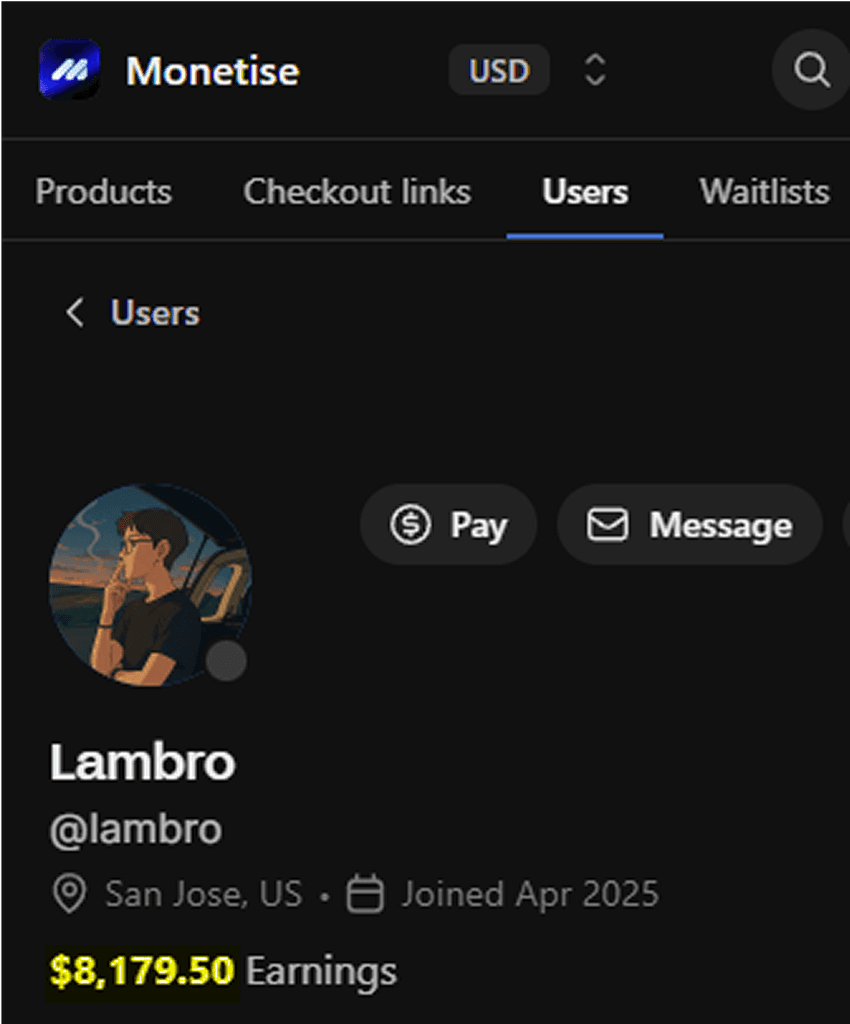 Monetise USD
Products Checkout links Users Waitlists
Users
Pay Message
Lambro
@lambro
San Jose, US • Joined Apr 2025
$8,179.50 Earnings